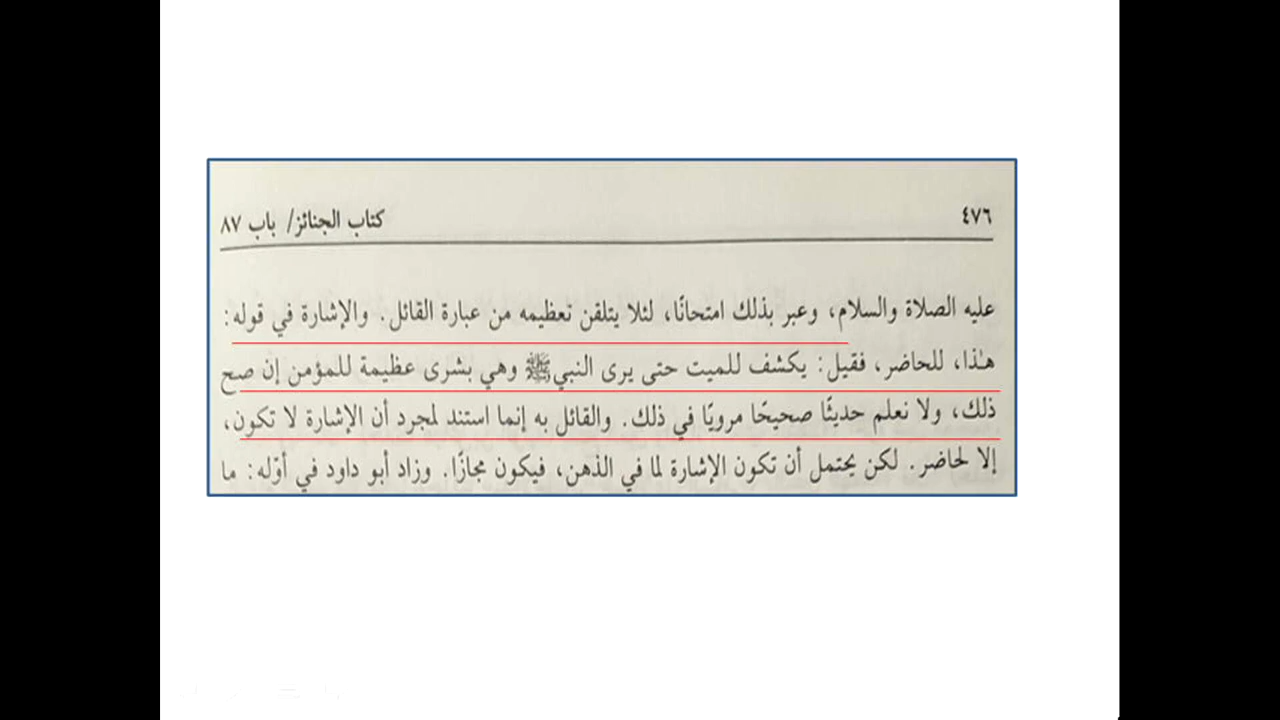 ٤٧٦ كتاب الجنائز/ باب ٨٧
عليه الصلاة والسلام، وعبر بذلك امتحانًا، لئلا يتلقن تعظيمه من عبارة القائل. والإشارة في قوله:
هذا، للحاضر، فقيل: يكشف للميت حتى يرى النبي ﷺ وهي بشرى عظيمة للمؤمن إن صح
ذلك، ولا نعلم حديثًا صحيحًا مرويًا في ذلك. والقائل به إنما استند لمجرد أن الإشارة لا تكون،
إلا لحاضر. لكن يحتمل أن تكون الإشارة لما في الذهن، فيكون مجازًا. وزاد أبو داود في أوّله: ما